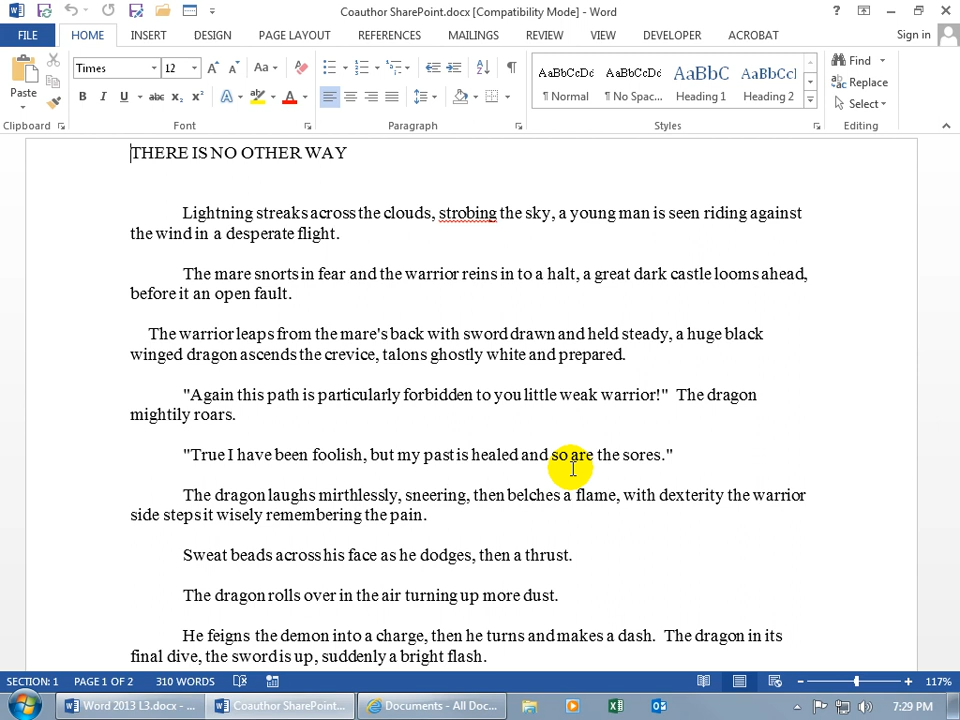 Coauthor SharePoint.docx [Compatibility Mode] - Word
FILE HOME INSERT DESIGN PAGE LAYOUT REFERENCES MAILINGS REVIEW VIEW DEVELOPER ACROBAT Sign in
Times 12 Aa
Paste
B I U abc X₂ X² A A
AaBbCcDd AaBbCcDd AaBbC AaBbCcl
¶ Normal ¶ No Spac... Heading 1 Heading 2
Find
Replace
Select
Clipboard Font Paragraph Styles Editing
THERE IS NO OTHER WAY
Lightning streaks across the clouds, strobing the sky, a young man is seen riding against
the wind in a desperate flight.
The mare snorts in fear and the warrior reins in to a halt, a great dark castle looms ahead,
before it an open fault.
The warrior leaps from the mare's back with sword drawn and held steady, a huge black
winged dragon ascends the crevice, talons ghostly white and prepared.
"Again this path is particularly forbidden to you little weak warrior!"  The dragon
mightily roars.
"True I have been foolish, but my past is healed and so are the sores."
The dragon laughs mirthlessly, sneering, then belches a flame, with dexterity the warrior
side steps it wisely remembering the pain.
Sweat beads across his face as he dodges, then a thrust.
The dragon rolls over in the air turning up more dust.
He feigns the demon into a charge, then he turns and makes a dash.  The dragon in its
final dive, the sword is up, suddenly a bright flash.
SECTION: 1 PAGE 1 OF 2 310 WORDS 117%
Word 2013 L3.docx - ... Coauthor SharePoint... Documents - All Doc... 7:29 PM